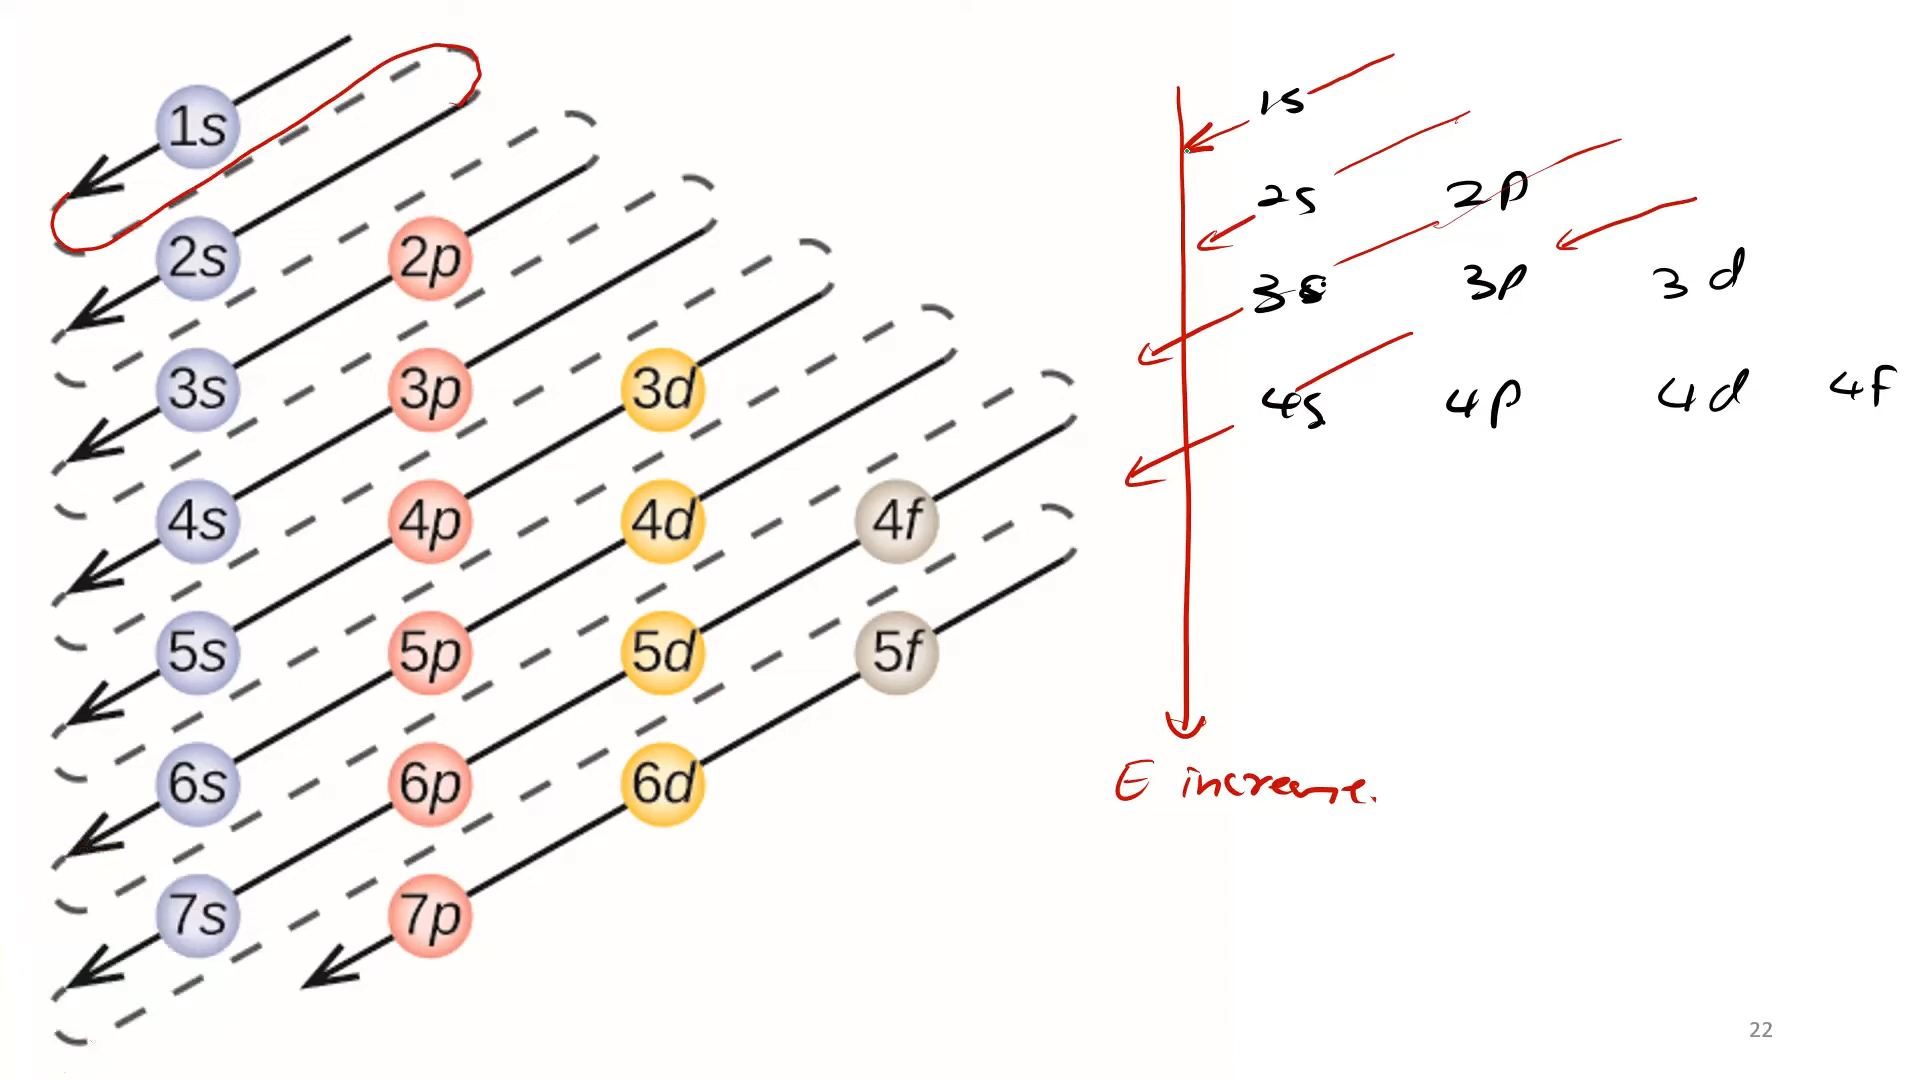 1s
2s 2p
3s 3p 3d
4s 4p 4d 4f
5s 5p 5d 5f
6s 6p 6d
7s 7p
1s
2s 2p
3s 3p 3d
4s 4p 4d 4f
E increase.
22